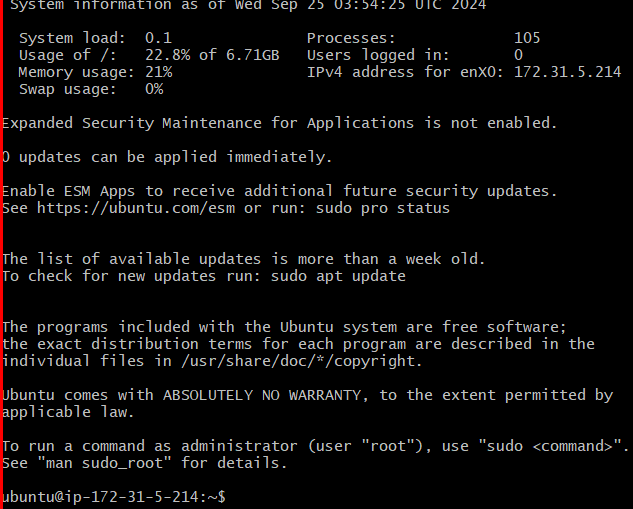 System information as of Wed Sep 25 03:54:25 UTC 2024
System load: 0.1 Processes: 105
Usage of /: 22.8% of 6.71GB Users logged in: 0
Memory usage: 21% IPv4 address for enX0: 172.31.5.214
Swap usage: 0%
Expanded Security Maintenance for Applications is not enabled.
0 updates can be applied immediately.
Enable ESM Apps to receive additional future security updates.
See https://ubuntu.com/esm or run: sudo pro status
The list of available updates is more than a week old.
To check for new updates run: sudo apt update
The programs included with the Ubuntu system are free software;
the exact distribution terms for each program are described in the
individual files in /usr/share/doc/*/copyright.
Ubuntu comes with ABSOLUTELY NO WARRANTY, to the extent permitted by
applicable law.
To run a command as administrator (user "root"), use "sudo <command>".
See "man sudo_root" for details.
ubuntu@ip-172-31-5-214:~$